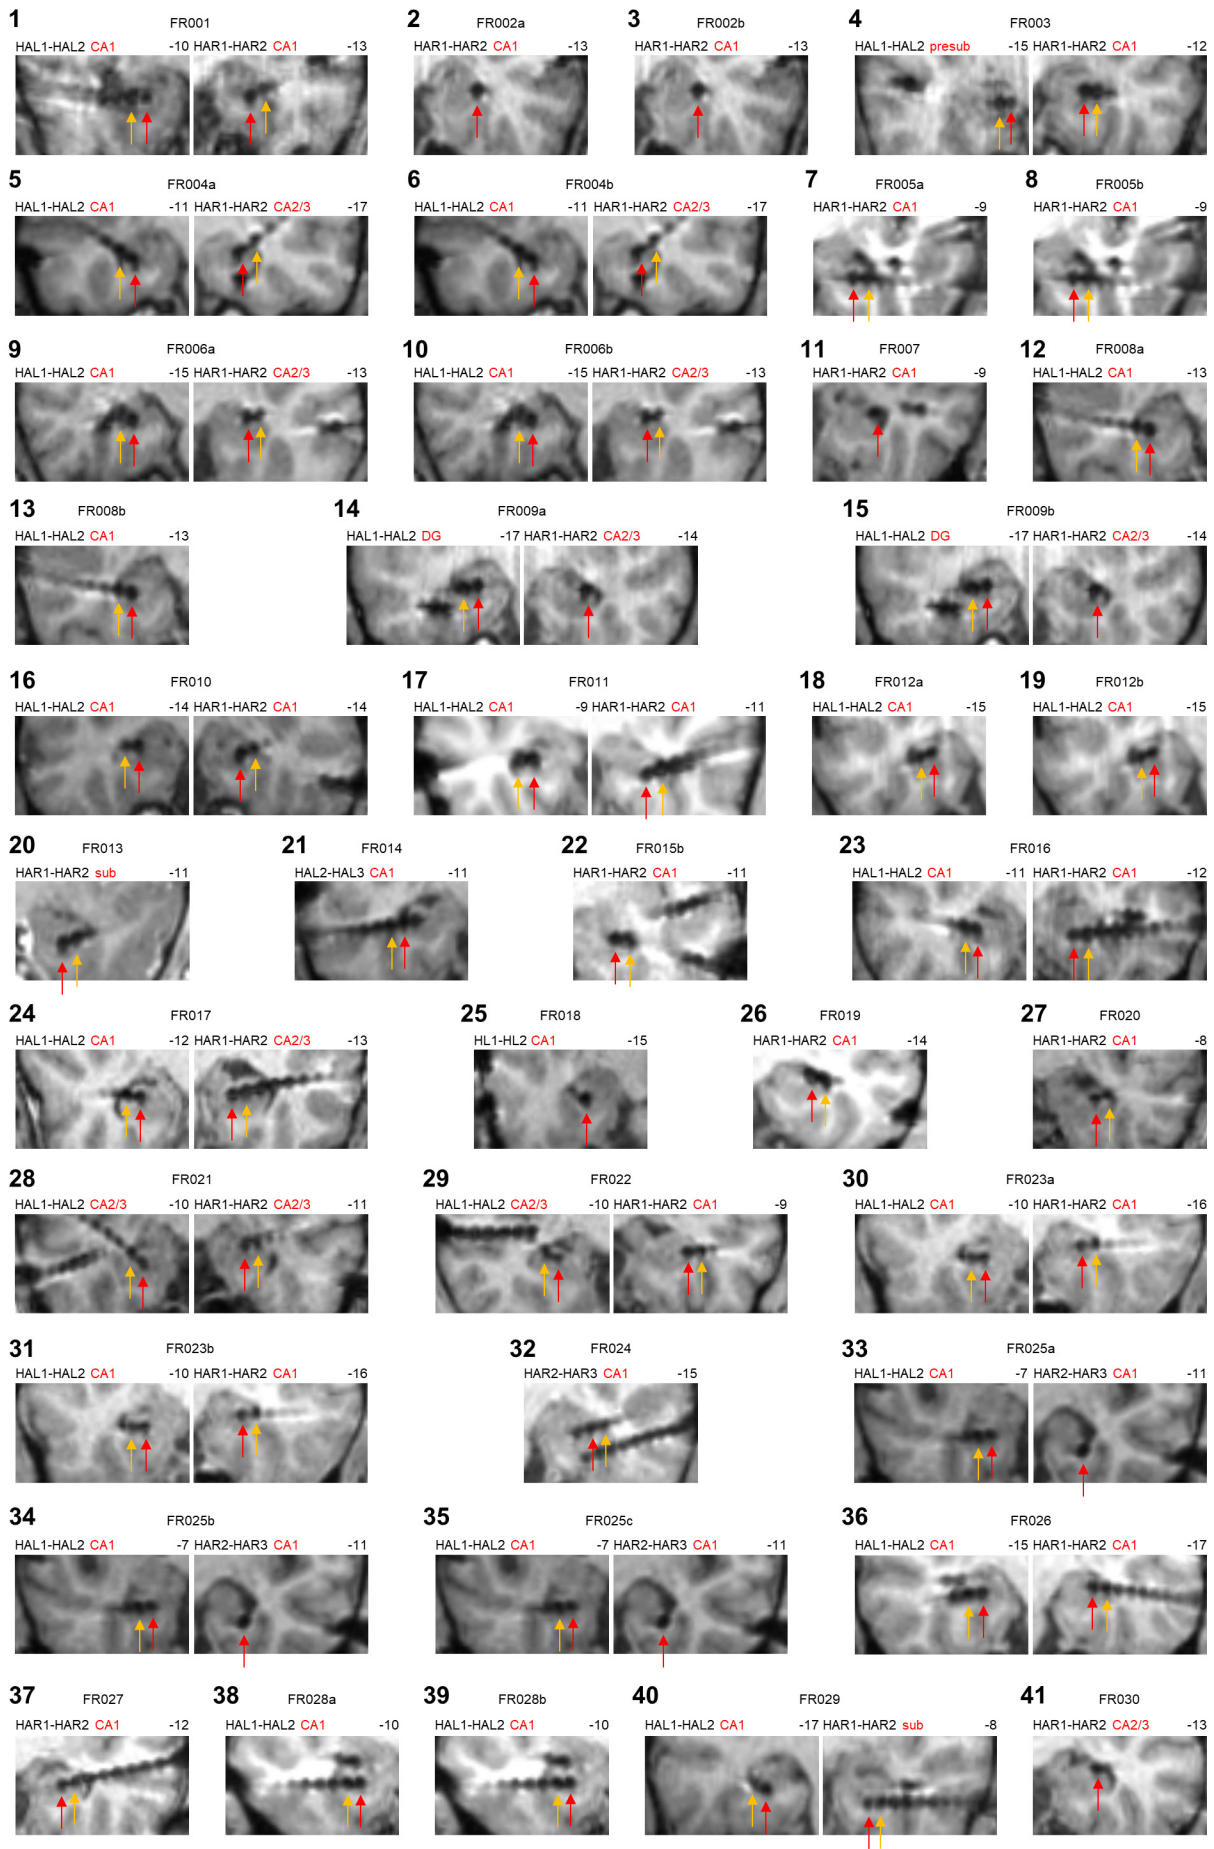 1 FR001 2 FR002a 3 FR002b 4 FR003
HAL1-HAL2 CA1 -10 HAR1-HAR2 CA1 -13 HAR1-HAR2 CA1 -13 HAR1-HAR2 CA1 -13 HAL1-HAL2 presub -15 HAR1-HAR2 CA1 -12
5 FR004a 6 FR004b 7 FR005a 8 FR005b
HAL1-HAL2 CA1 -11 HAR1-HAR2 CA2/3 -17 HAL1-HAL2 CA1 -11 HAR1-HAR2 CA2/3 -17 HAR1-HAR2 CA1 -9 HAR1-HAR2 CA1 -9
9 FR006a 10 FR006b 11 FR007 12 FR008a
HAL1-HAL2 CA1 -15 HAR1-HAR2 CA2/3 -13 HAL1-HAL2 CA1 -15 HAR1-HAR2 CA2/3 -13 HAR1-HAR2 CA1 -9 HAL1-HAL2 CA1 -13
13 FR008b 14 FR009a 15 FR009b
HAL1-HAL2 CA1 -13 HAL1-HAL2 DG -17 HAR1-HAR2 CA2/3 -14 HAL1-HAL2 DG -17 HAR1-HAR2 CA2/3 -14
16 FR010 17 FR011 18 FR012a 19 FR012b
HAL1-HAL2 CA1 -14 HAR1-HAR2 CA1 -14 HAL1-HAL2 CA1 -9 HAR1-HAR2 CA1 -11 HAL1-HAL2 CA1 -15 HAL1-HAL2 CA1 -15
20 FR013 21 FR014 22 FR015b 23 FR016
HAR1-HAR2 sub -11 HAL2-HAL3 CA1 -11 HAR1-HAR2 CA1 -11 HAL1-HAL2 CA1 -11 HAR1-HAR2 CA1 -12
24 FR017 25 FR018 26 FR019 27 FR020
HAL1-HAL2 CA1 -12 HAR1-HAR2 CA2/3 -13 HL1-HL2 CA1 -15 HAR1-HAR2 CA1 -14 HAR1-HAR2 CA1 -8
28 FR021 29 FR022 30 FR023a
HAL1-HAL2 CA2/3 -10 HAR1-HAR2 CA2/3 -11 HAL1-HAL2 CA2/3 -10 HAR1-HAR2 CA1 -9 HAL1-HAL2 CA1 -10 HAR1-HAR2 CA1 -16
31 FR023b 32 FR024 33 FR025a
HAL1-HAL2 CA1 -10 HAR1-HAR2 CA1 -16 HAR2-HAR3 CA1 -15 HAL1-HAL2 CA1 -7 HAR2-HAR3 CA1 -11
34 FR025b 35 FR025c 36 FR026
HAL1-HAL2 CA1 -7 HAR2-HAR3 CA1 -11 HAL1-HAL2 CA1 -7 HAR2-HAR3 CA1 -11 HAL1-HAL2 CA1 -15 HAR1-HAR2 CA1 -17
37 FR027 38 FR028a 39 FR028b 40 FR029 41 FR030
HAR1-HAR2 CA1 -12 HAL1-HAL2 CA1 -10 HAL1-HAL2 CA1 -10 HAL1-HAL2 CA1 -17 HAR1-HAR2 sub -8 HAR1-HAR2 CA2/3 -13